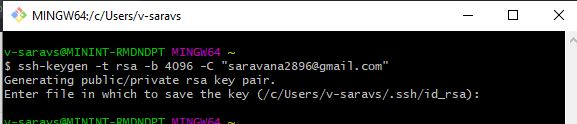 MINGW64:/c/Users/v-saravs
v-saravs@MININT-RMDNDPT MINGW64 ~
$ ssh-keygen -t rsa -b 4096 -C "saravana2896@gmail.com"
Generating public/private rsa key pair.
Enter file in which to save the key (/c/Users/v-saravs/.ssh/id_rsa):
v-saravs@MININT-RMDNDPT MINGW64 ~